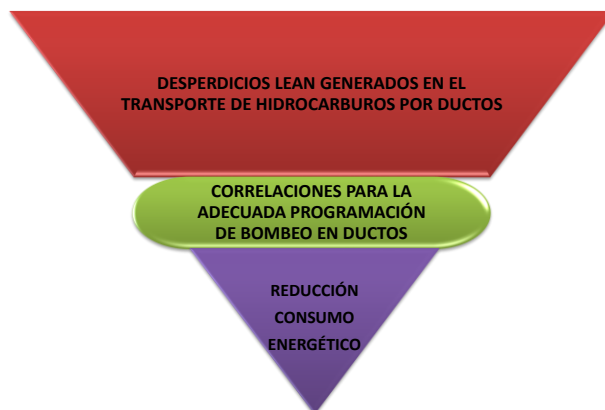 DESPERDICIOS LEAN GENERADOS EN EL
TRANSPORTE DE HIDROCARBUROS POR DUCTOS
CORRELACIONES PARA LA
ADECUADA PROGRAMACIÓN
DE BOMBEO EN DUCTOS
REDUCCIÓN
CONSUMO
ENERGÉTICO